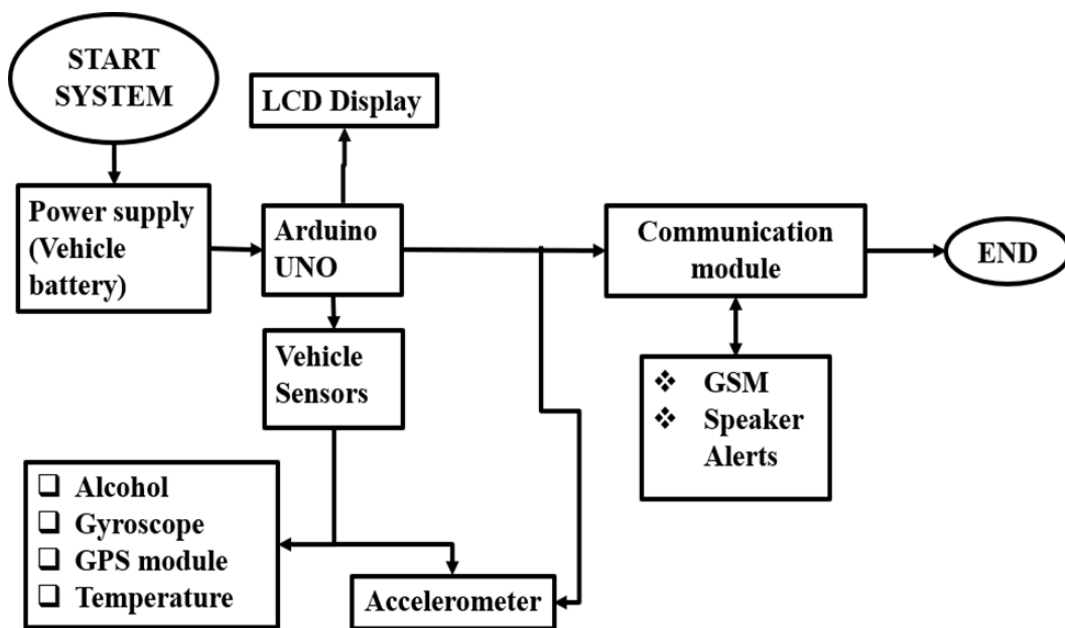 START
SYSTEM
LCD Display
Power supply
(Vehicle
battery)
Arduino
UNO
Communication
module
END
Vehicle
Sensors
❖ GSM
❖ Speaker
Alerts
❑ Alcohol
❑ Gyroscope
❑ GPS module
❑ Temperature
Accelerometer